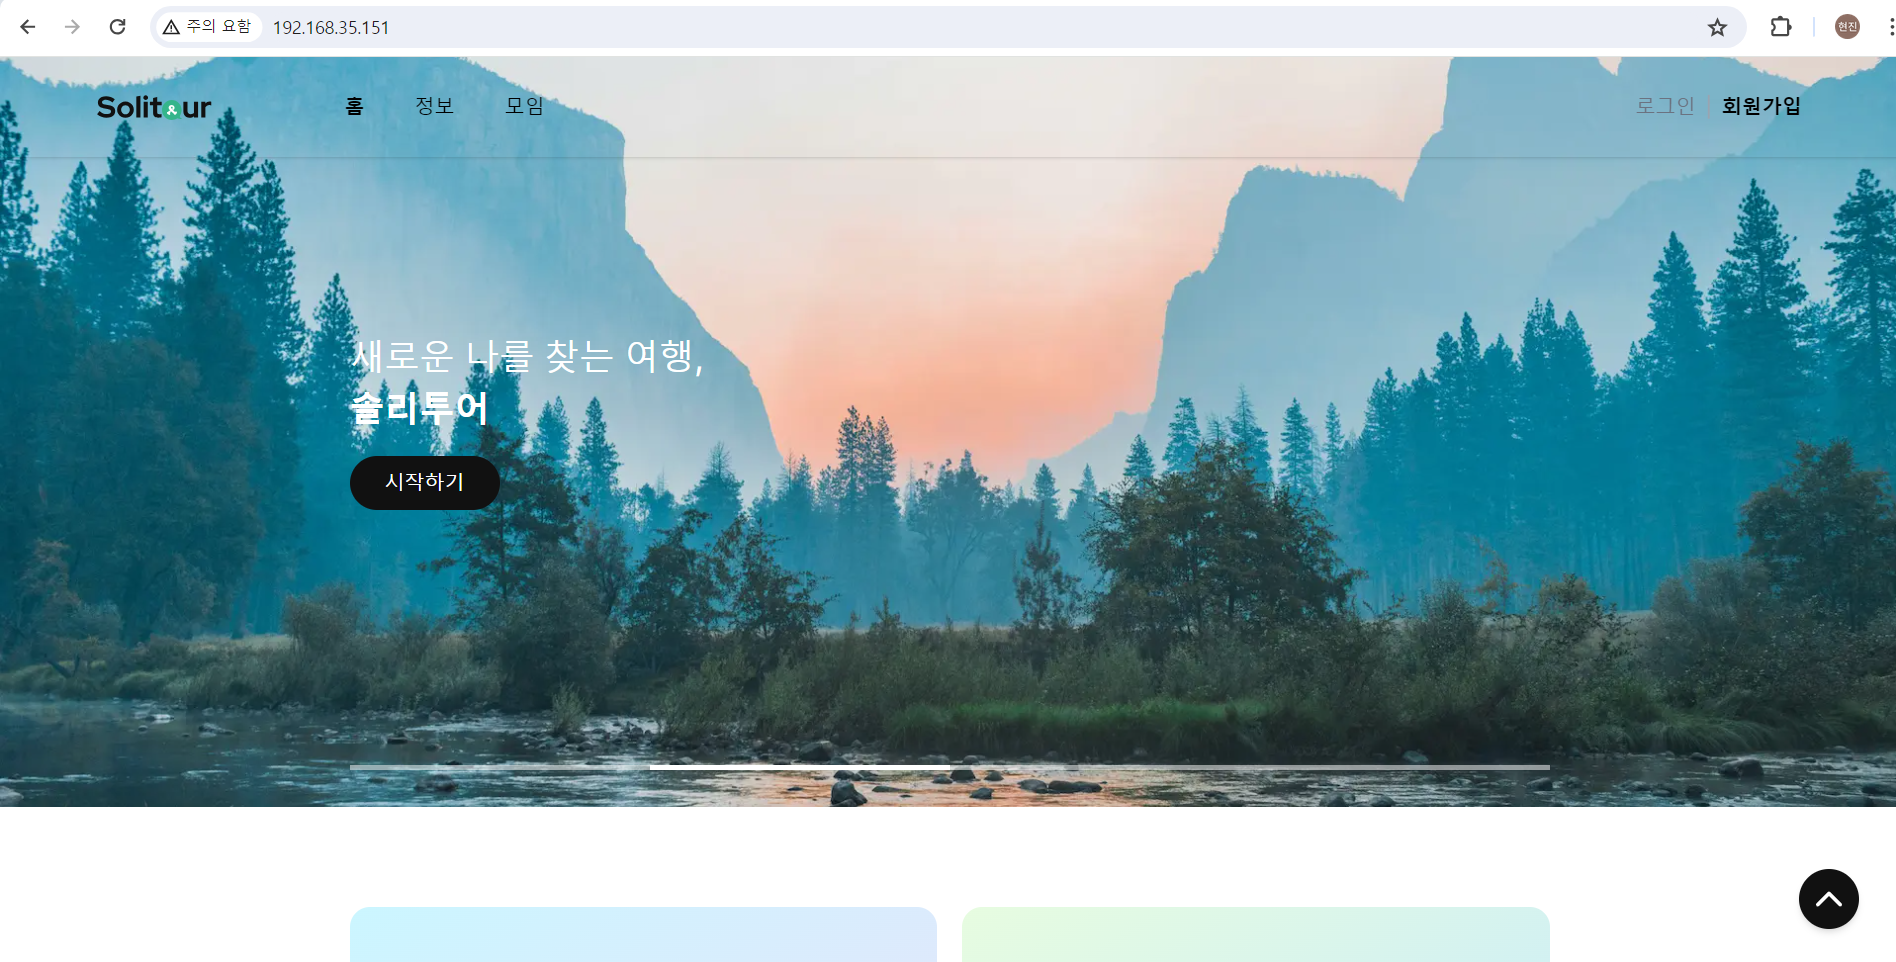 주의 요함
192.168.35.151
현진
Solit&ur
홈 정보 모임
로그인 회원가입
새로운 나를 찾는 여행,
솔리투어
시작하기